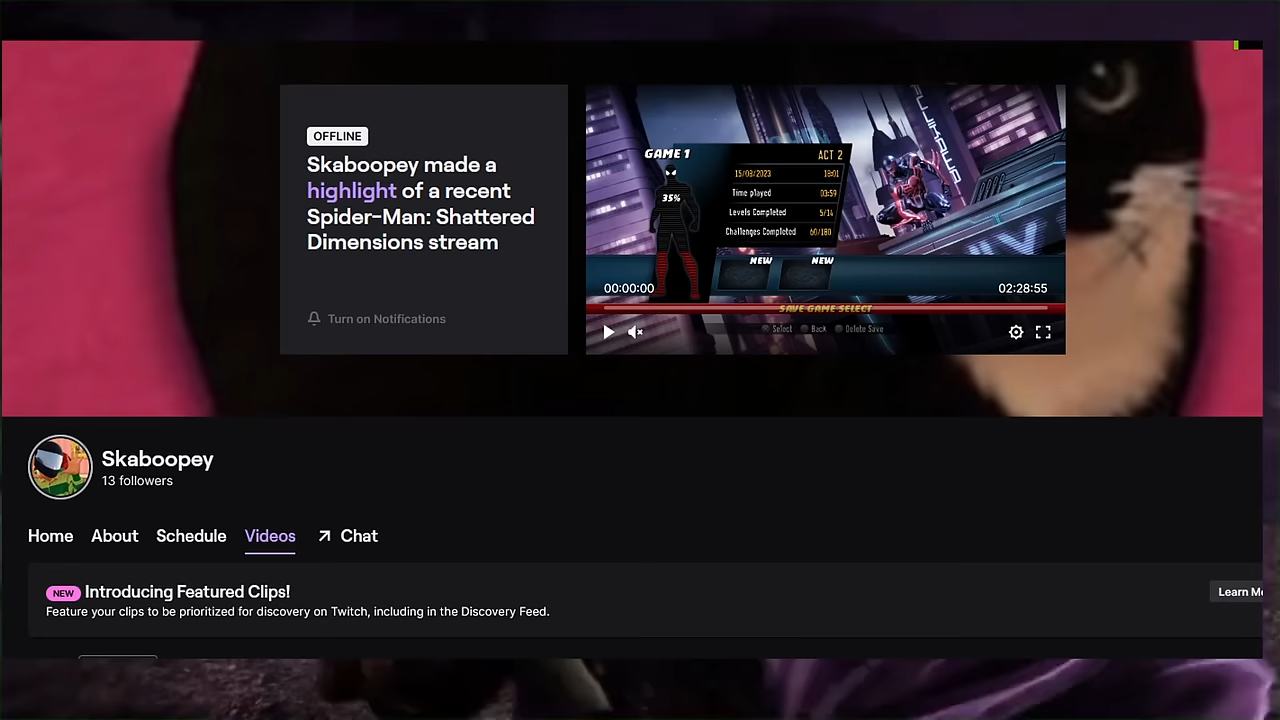 OFFLINE
Skaboopey made a
highlight of a recent
Spider-Man: Shattered
Dimensions stream
Turn on Notifications
FUJIKAWA
GAME 1
ACT 2
15/03/2023 18:01
35%
Time played 03:59
Levels Completed 5/14
Challenges Completed 60/180
NEW NEW
00:00:00 02:28:55
SAVE GAME SELECT
Select Back Delete Save
Skaboopey
13 followers
Home About Schedule Videos Chat
NEW Introducing Featured Clips!
Feature your clips to be prioritized for discovery on Twitch, including in the Discovery Feed.
Learn Mo